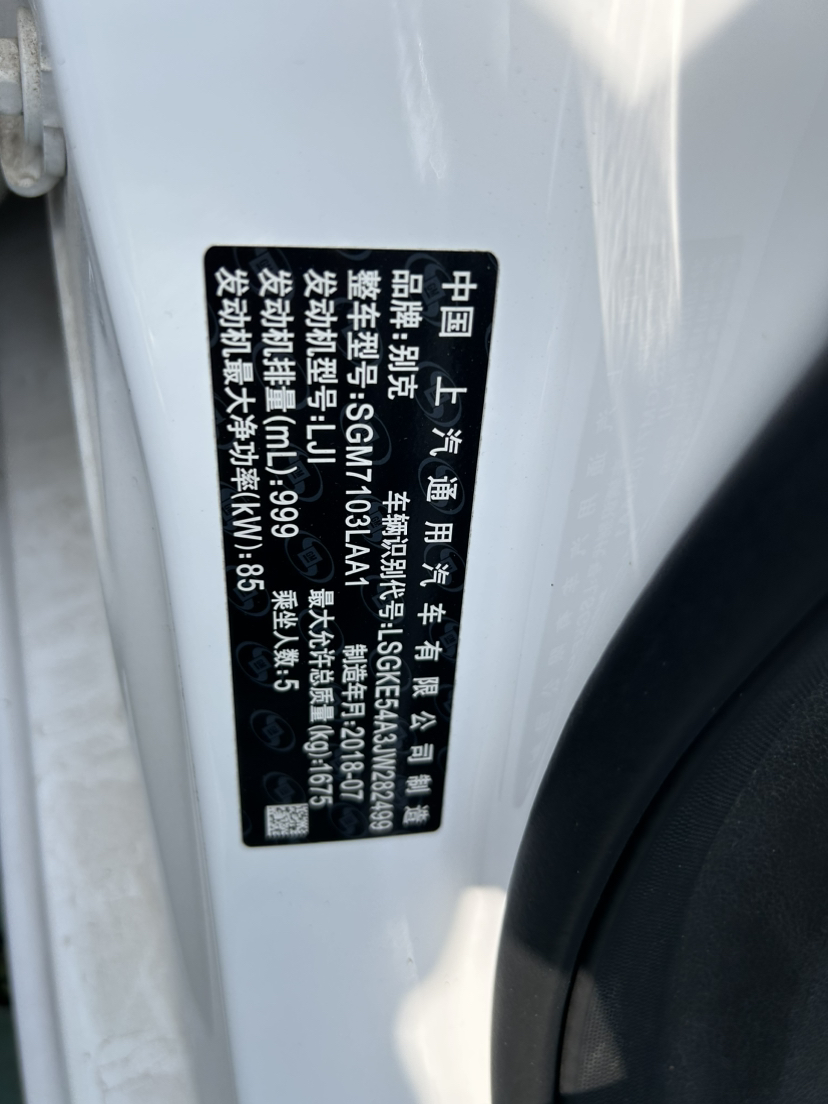 中国 上汽通用汽车有限公司制造
品牌:别克 车辆识别代号:LSGKE54A3JW282499
整车型号:SGM7103LAA1 制造年月:2018-07
发动机型号:LJI 最大允许总质量(kg):1675
发动机排量(mL):999 乘坐人数:5
发动机最大净功率(kW):85